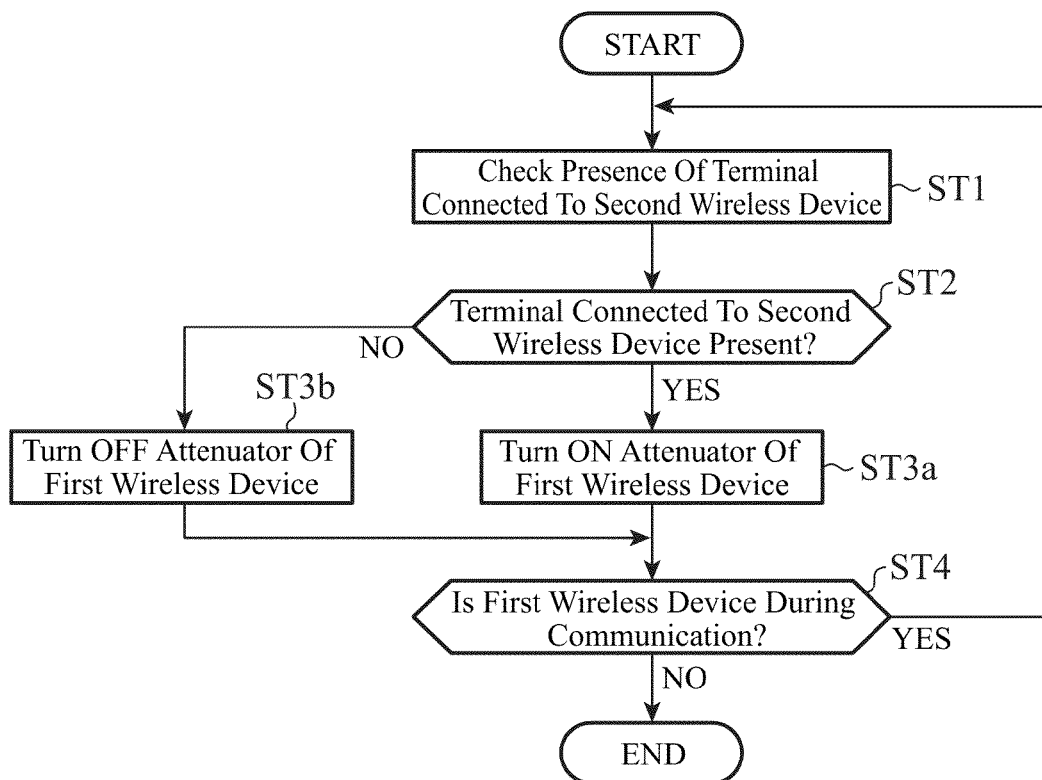 START
Check Presence Of Terminal
Connected To Second Wireless Device
ST1
Terminal Connected To Second
Wireless Device Present?
ST2
NO
YES
ST3b
Turn OFF Attenuator Of
First Wireless Device
Turn ON Attenuator Of
First Wireless Device
ST3a
Is First Wireless Device During
Communication?
ST4
YES
NO
END